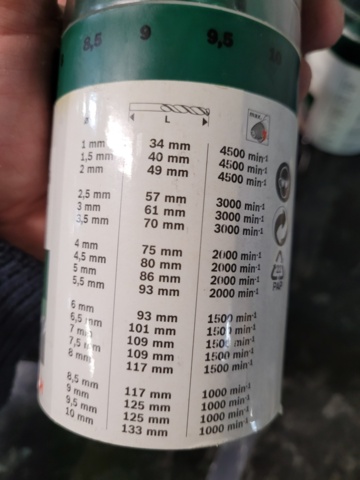 8,5 9 9,5 10
ø L max.
1 mm 34 mm 4500 min⁻¹
1,5 mm 40 mm 4500 min⁻¹
2 mm 49 mm 4500 min⁻¹
2,5 mm 57 mm 3000 min⁻¹
3 mm 61 mm 3000 min⁻¹
3,5 mm 70 mm 3000 min⁻¹
4 mm 75 mm 2000 min⁻¹
4,5 mm 80 mm 2000 min⁻¹
5 mm 86 mm 2000 min⁻¹
5,5 mm 93 mm 2000 min⁻¹
6 mm 93 mm 1500 min⁻¹
6,5 mm 101 mm 1500 min⁻¹
7 mm 109 mm 1500 min⁻¹
7,5 mm 109 mm 1500 min⁻¹
8 mm 117 mm 1500 min⁻¹
8,5 mm 117 mm 1000 min⁻¹
9 mm 125 mm 1000 min⁻¹
9,5 mm 125 mm 1000 min⁻¹
10 mm 133 mm 1000 min⁻¹
PAP